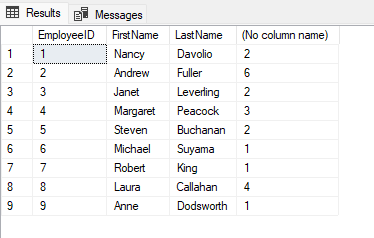 Results Messages
EmployeeID FirstName LastName (No column name)
1 1 Nancy Davolio 2
2 2 Andrew Fuller 6
3 3 Janet Leverling 2
4 4 Margaret Peacock 3
5 5 Steven Buchanan 2
6 6 Michael Suyama 1
7 7 Robert King 1
8 8 Laura Callahan 4
9 9 Anne Dodsworth 1